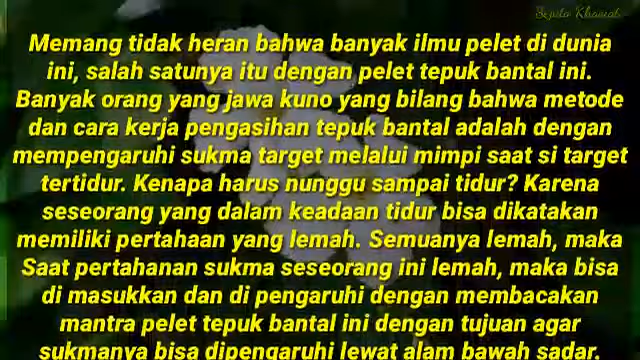 Sejuta Khasiat
Memang tidak heran bahwa banyak ilmu pelet di dunia
ini, salah satunya itu dengan pelet tepuk bantal ini.
Banyak orang yang jawa kuno yang bilang bahwa metode
dan cara kerja pengasihan tepuk bantal adalah dengan
mempengaruhi sukma target melalui mimpi saat si target
tertidur. Kenapa harus nunggu sampai tidur? Karena
seseorang yang dalam keadaan tidur bisa dikatakan
memiliki pertahaan yang lemah. Semuanya lemah, maka
Saat pertahanan sukma seseorang ini lemah, maka bisa
di masukkan dan di pengaruhi dengan membacakan
mantra pelet tepuk bantal ini dengan tujuan agar
sukmanya bisa dipengaruhi lewat alam bawah sadar.